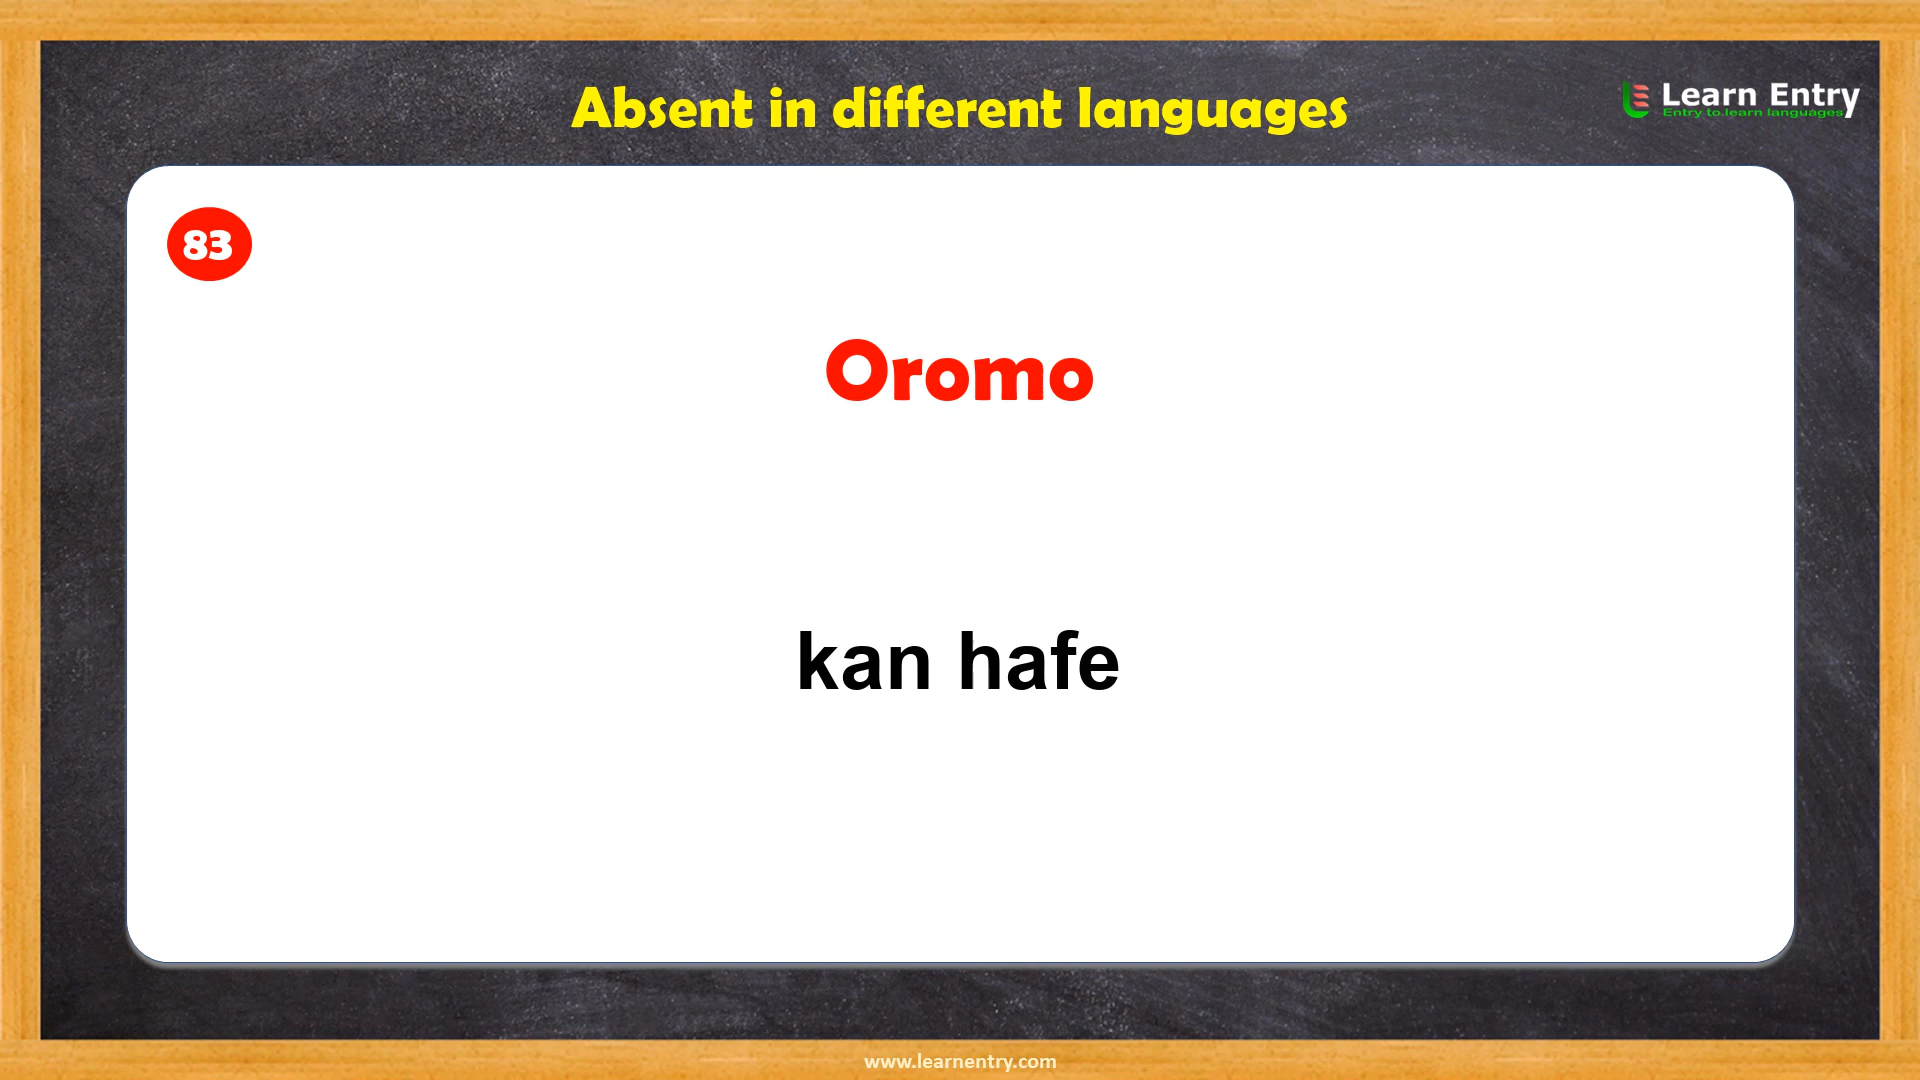 Absent in different languages
Learn Entry
Entry to learn languages
83
Oromo
kan hafe
www.learnentry.com